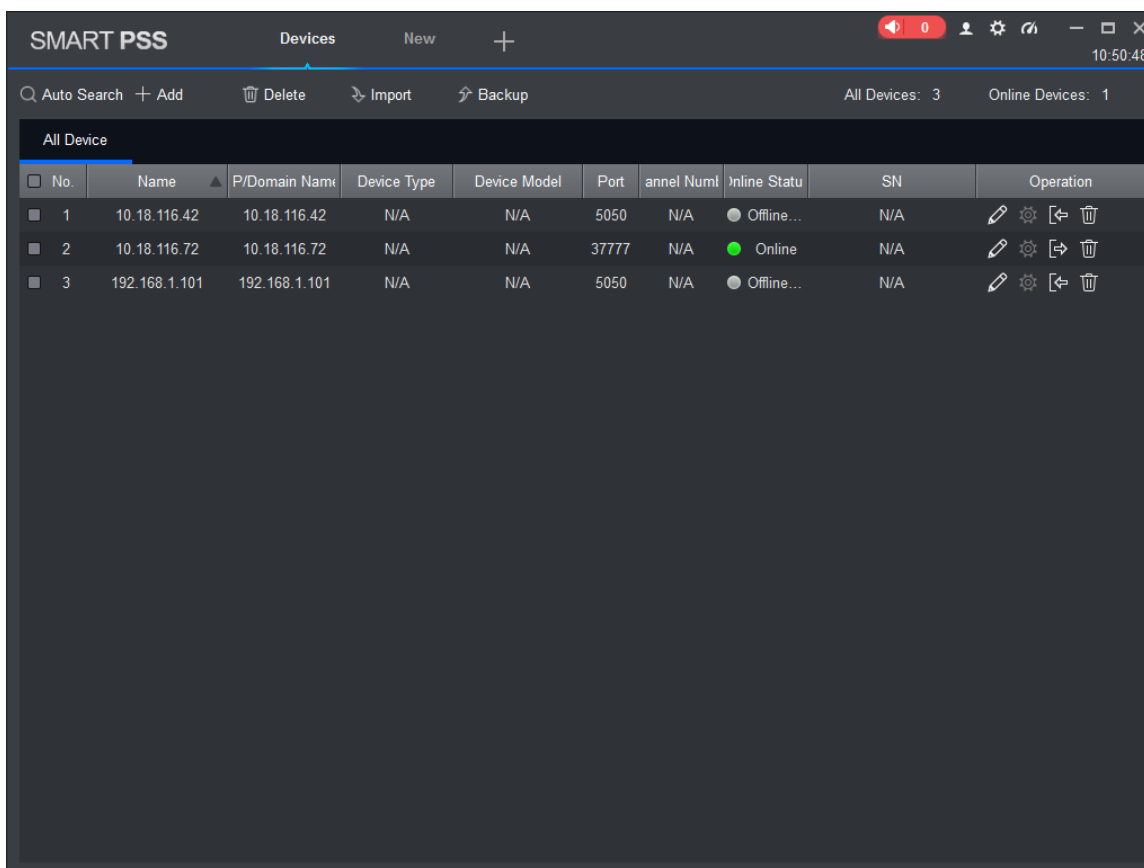 SMART PSS Devices New 0
10:50:48
Auto Search Add Delete Import Backup All Devices: 3 Online Devices: 1
All Device
No. Name P/Domain Name Device Type Device Model Port annel Numl Online Statu SN Operation
1 10.18.116.42 10.18.116.42 N/A N/A 5050 N/A Offline... N/A
2 10.18.116.72 10.18.116.72 N/A N/A 37777 N/A Online N/A
3 192.168.1.101 192.168.1.101 N/A N/A 5050 N/A Offline... N/A